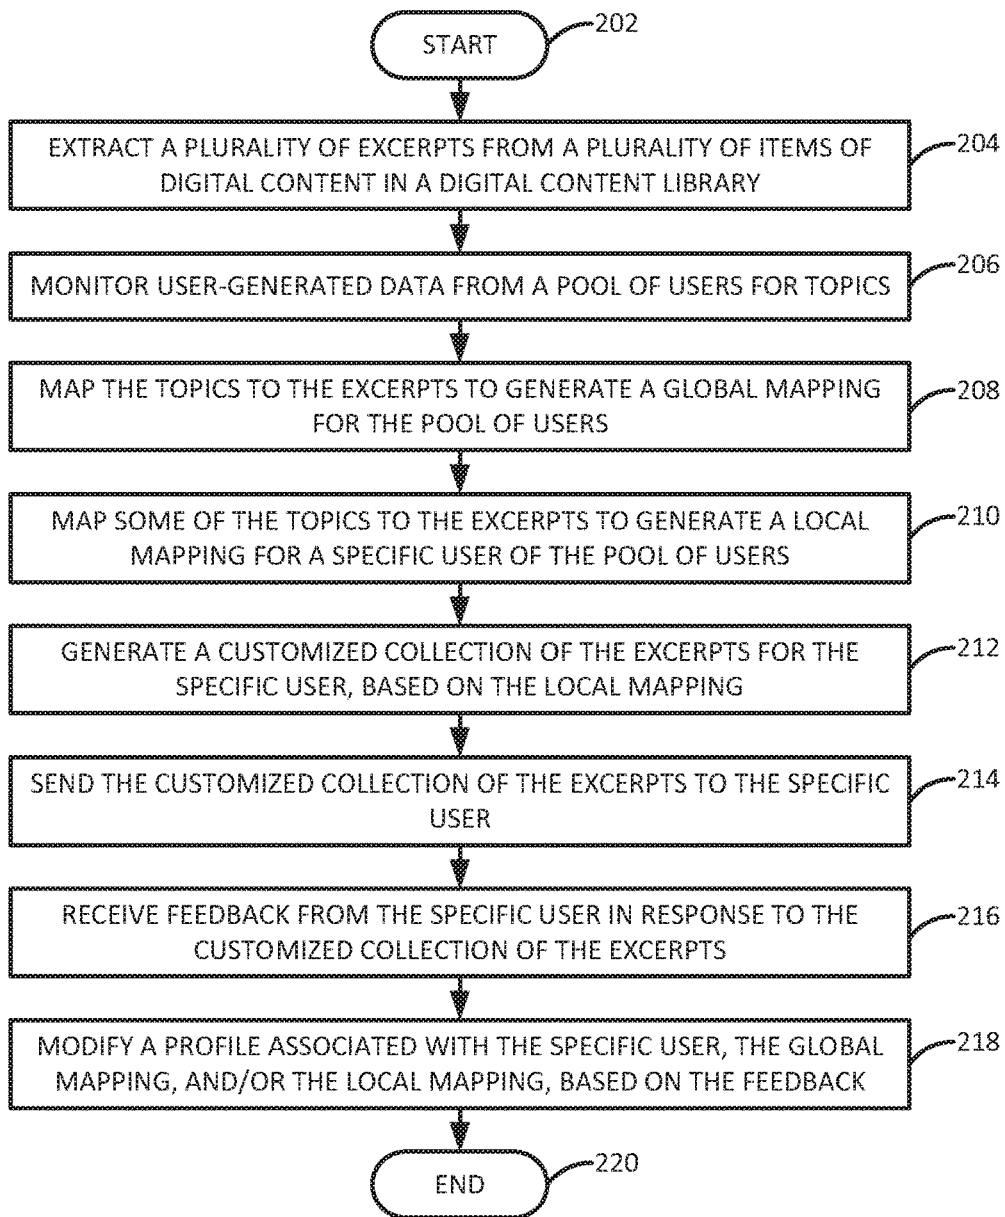 START
202
EXTRACT A PLURALITY OF EXCERPTS FROM A PLURALITY OF ITEMS OF
DIGITAL CONTENT IN A DIGITAL CONTENT LIBRARY
204
MONITOR USER-GENERATED DATA FROM A POOL OF USERS FOR TOPICS
206
MAP THE TOPICS TO THE EXCERPTS TO GENERATE A GLOBAL MAPPING
FOR THE POOL OF USERS
208
MAP SOME OF THE TOPICS TO THE EXCERPTS TO GENERATE A LOCAL
MAPPING FOR A SPECIFIC USER OF THE POOL OF USERS
210
GENERATE A CUSTOMIZED COLLECTION OF THE EXCERPTS FOR THE
SPECIFIC USER, BASED ON THE LOCAL MAPPING
212
SEND THE CUSTOMIZED COLLECTION OF THE EXCERPTS TO THE SPECIFIC
USER
214
RECEIVE FEEDBACK FROM THE SPECIFIC USER IN RESPONSE TO THE
CUSTOMIZED COLLECTION OF THE EXCERPTS
216
MODIFY A PROFILE ASSOCIATED WITH THE SPECIFIC USER, THE GLOBAL
MAPPING, AND/OR THE LOCAL MAPPING, BASED ON THE FEEDBACK
218
END
220